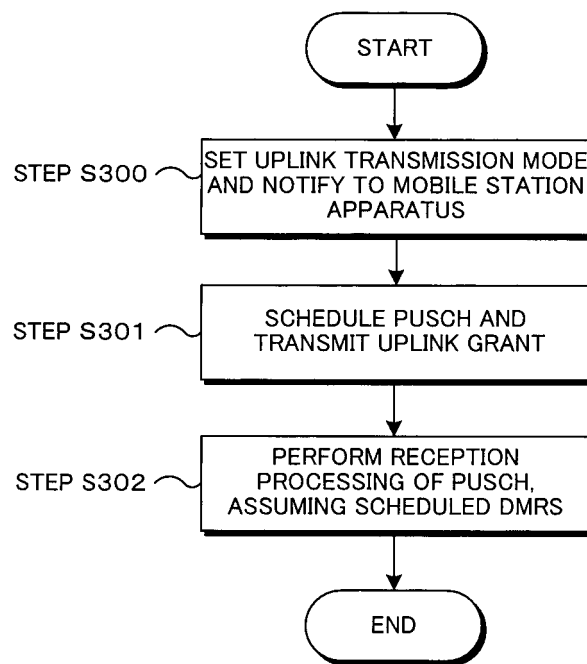 START
STEP S300
SET UPLINK TRANSMISSION MODE
AND NOTIFY TO MOBILE STATION
APPARATUS
STEP S301
SCHEDULE PUSCH AND
TRANSMIT UPLINK GRANT
STEP S302
PERFORM RECEPTION
PROCESSING OF PUSCH,
ASSUMING SCHEDULED DMRS
END